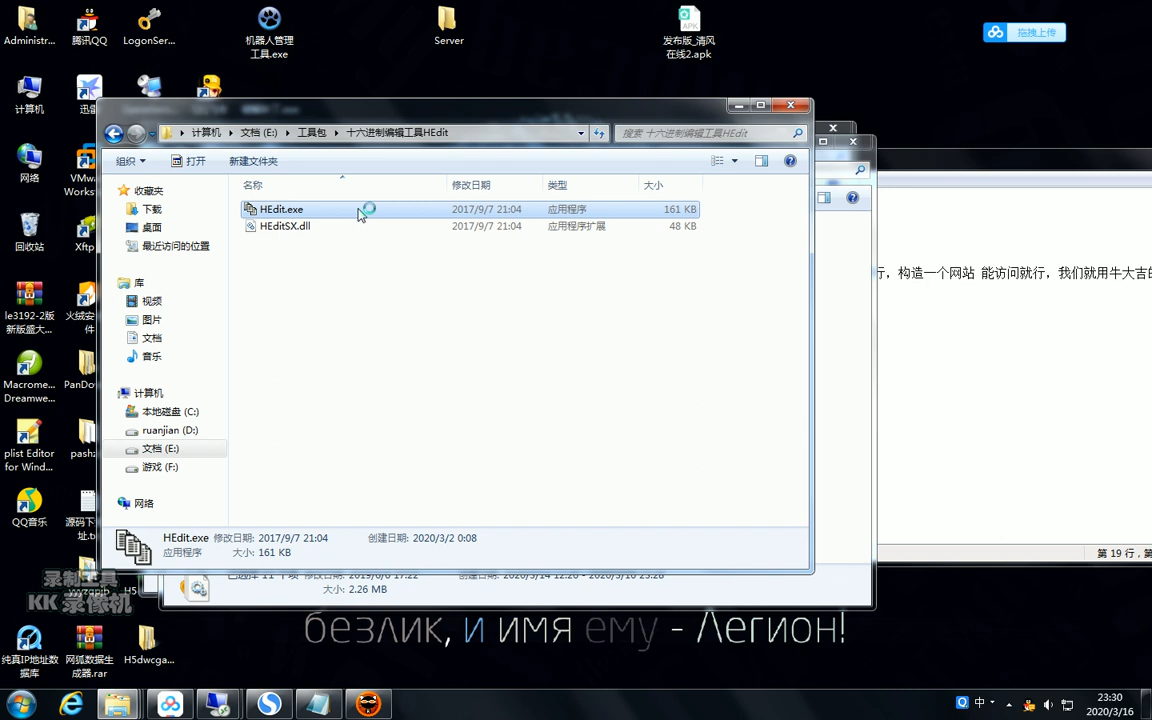 Administr...
腾讯QQ
LogonSer...
机器人管理
工具.exe
Server
发布版_清风
在线2.apk
拖拽上传
计算机
网络
VMw
Works
回收站
Xftp
le3192-2版
新版盛大...
火绒安
件
Macrome...
Dreamwe...
PanDo
plist Editor
for Wind...
pash
QQ音乐
源码下
H5
纯真IP地址数
据库
网狐数据生
成器.rar
H5dwcga...
计算机 文档 (E:) 工具包 十六进制编辑工具HEdit
搜索 十六进制编辑工具HEdit
组织 打开 新建文件夹
名称 修改日期 类型 大小
HEdit.exe 2017/9/7 21:04 应用程序 161 KB
HEditSX.dll 2017/9/7 21:04 应用程序扩展 48 KB
收藏夹
下载
桌面
最近访问的位置
库
视频
图片
文档
音乐
计算机
本地磁盘 (C:)
ruanjian (D:)
文档 (E:)
游戏 (F:)
网络
HEdit.exe 修改日期: 2017/9/7 21:04 创建日期: 2020/3/2 0:08
应用程序 大小: 161 KB
大小: 2.26 MB
行，构造一个网站 能访问就行，我们就用牛大吉的
第 19 行，第
录制工具
KK 录像机
безлик, и имя ему - Легион!
中
23:30
2020/3/16